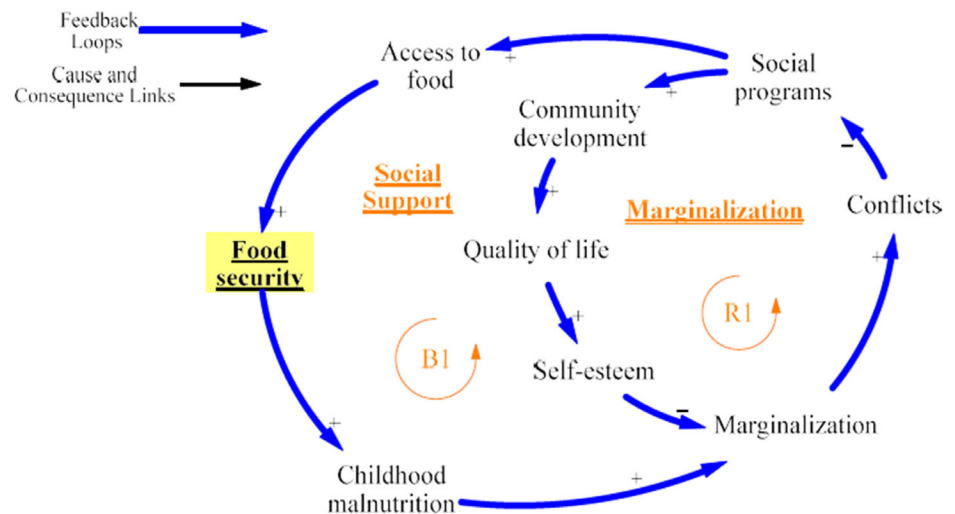 Feedback
Loops
Cause and
Consequence Links
Access to
food
+
Social
programs
+
Community
development
–
Social
Support
+
Marginalization
Conflicts
+
Food
security
Quality of life
+
+
R1
B1
Self-esteem
–
Marginalization
+
Childhood
malnutrition
+